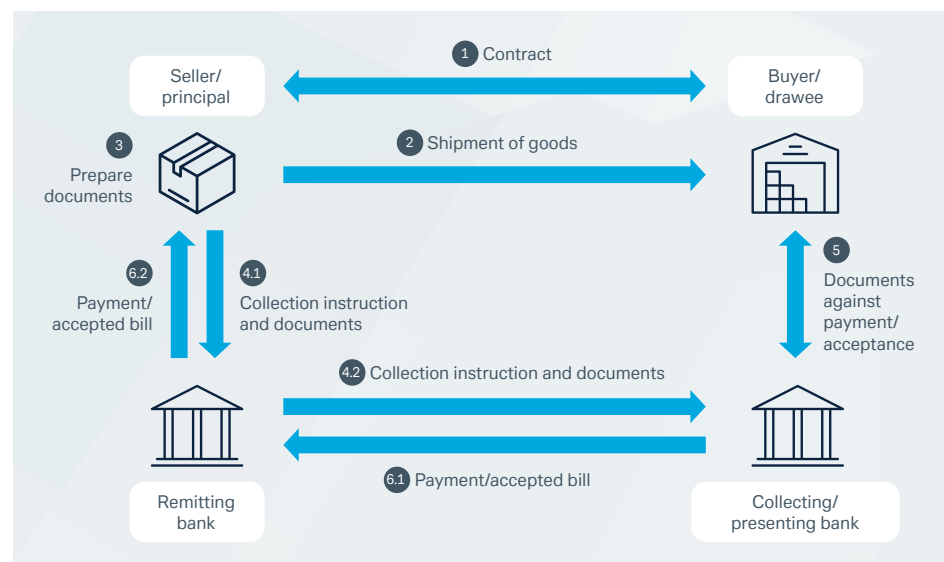 1 Contract
Seller/
principal
Buyer/
drawee
2 Shipment of goods
3
Prepare
documents
6.2
Payment/
accepted bill
4.1
Collection instruction
and documents
5
Documents
against
payment/
acceptance
4.2 Collection instruction and documents
6.1 Payment/accepted bill
Remitting
bank
Collecting/
presenting bank